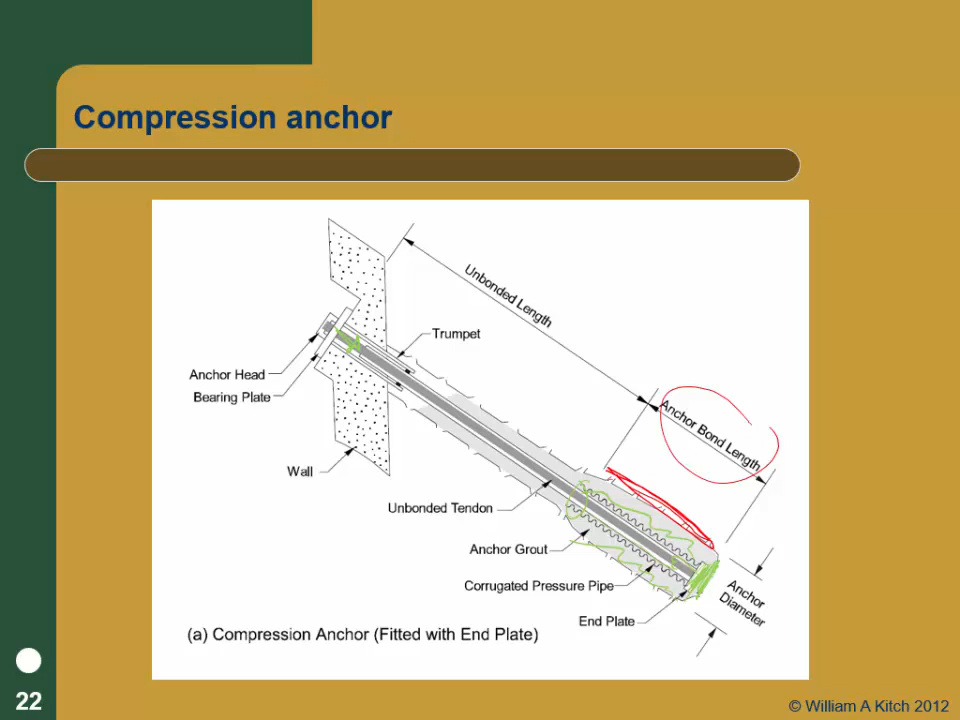 Compression anchor
Unbonded Length
Trumpet
Anchor Head
Bearing Plate
Anchor Bond Length
Wall
Unbonded Tendon
Anchor Grout
Corrugated Pressure Pipe
Anchor
Diameter
End Plate
(a) Compression Anchor (Fitted with End Plate)
22
© William A Kitch 2012